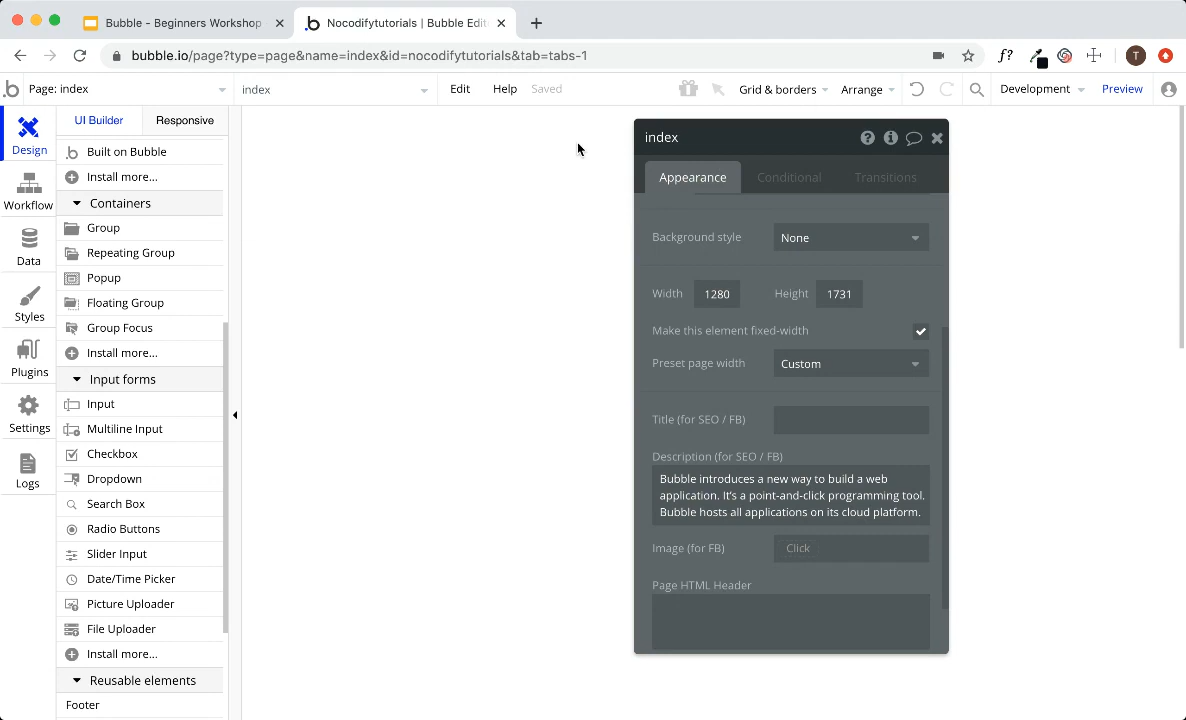 Bubble - Beginners Workshop
Nocodifytutorials | Bubble Edit
bubble.io/page?type=page&name=index&id=nocodifytutorials&tab=tabs-1
f?
T
b
Page: index
index
Edit
Help
Saved
Grid & borders
Arrange
Development
Preview
Design
Workflow
Data
Styles
Plugins
Settings
Logs
UI Builder
Responsive
Built on Bubble
Install more...
Containers
Group
Repeating Group
Popup
Floating Group
Group Focus
Install more...
Input forms
Input
Multiline Input
Checkbox
Dropdown
Search Box
Radio Buttons
Slider Input
Date/Time Picker
Picture Uploader
File Uploader
Install more...
Reusable elements
Footer
index
Appearance
Conditional
Transitions
Background style
None
Width
1280
Height
1731
Make this element fixed-width
Preset page width
Custom
Title (for SEO / FB)
Description (for SEO / FB)
Bubble introduces a new way to build a web
application. It's a point-and-click programming tool.
Bubble hosts all applications on its cloud platform.
Image (for FB)
Click
Page HTML Header